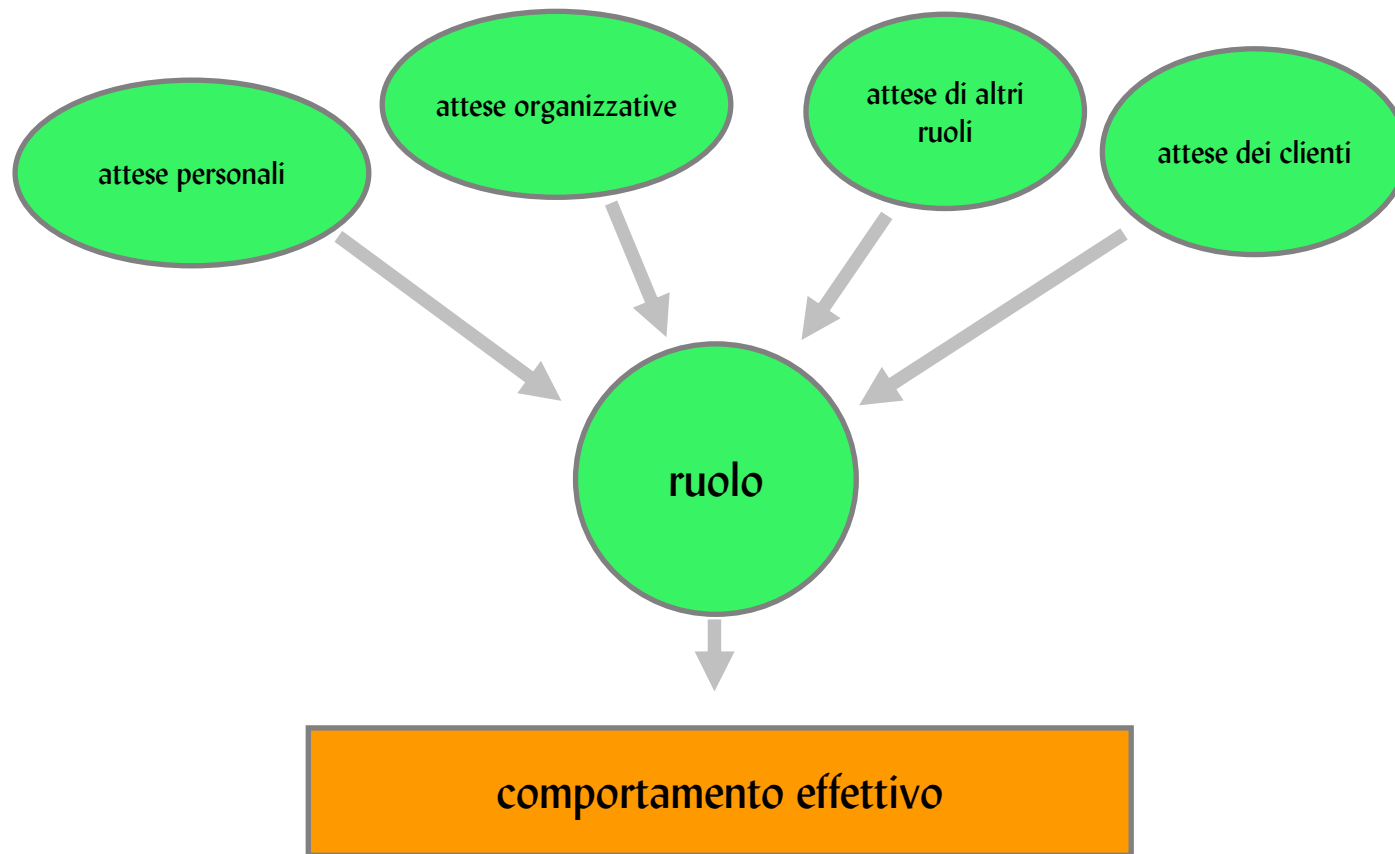 attese personali
attese organizzative
attese di altri
ruoli
attese dei clienti
ruolo
comportamento effettivo